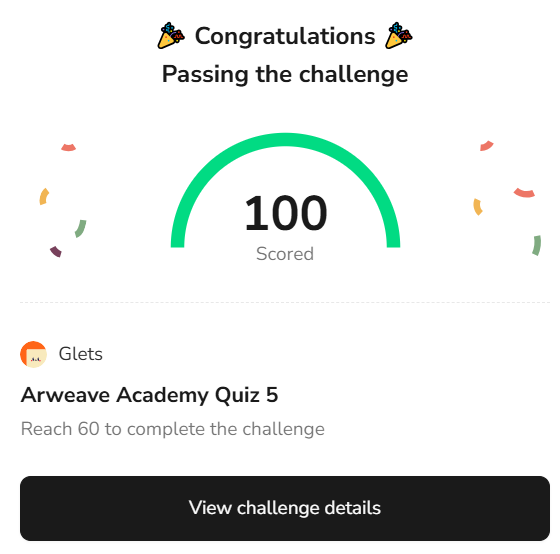 🎉 Congratulations 🎉
Passing the challenge
100
Scored
Glets
Arweave Academy Quiz 5
Reach 60 to complete the challenge
View challenge details